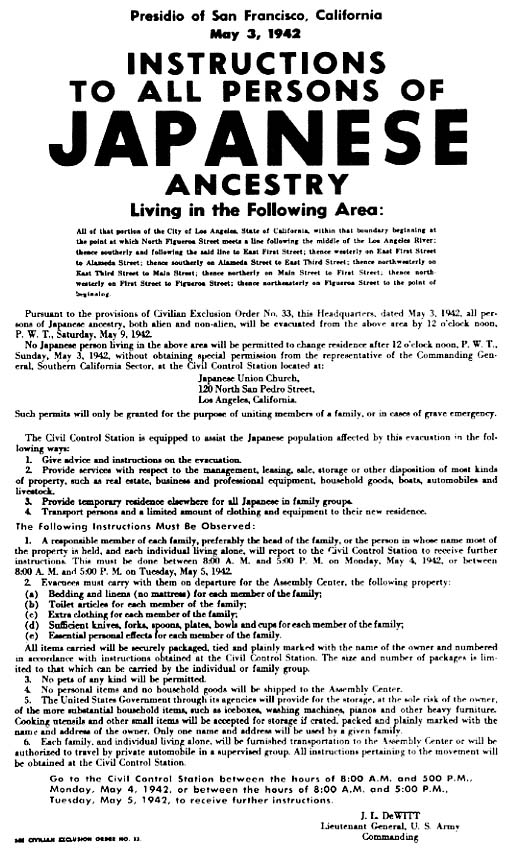 Presidio of San Francisco, California
May 3, 1942
INSTRUCTIONS
TO ALL PERSONS OF
JAPANESE
ANCESTRY
Living in the Following Area:
All of that portion of the City of Los Angeles, State of California, within that boundary beginning at
the point at which North Figueroa Street meets a line following the middle of the Los Angeles River;
thence southerly and following the said line to East First Street; thence westerly on East First Street
to Alameda Street; thence southerly on Alameda Street to East Third Street; thence northwesterly on
East Third Street to Main Street; thence northerly on Main Street to First Street; thence north-
westerly on First Street to Figueroa Street; thence northeasterly on Figueroa Street to the point of
beginning.
Pursuant to the provisions of Civilian Exclusion Order No. 33, this Headquarters, dated May 3, 1942, all per-
sons of Japanese ancestry, both alien and non-alien, will be evacuated from the above area by 12 o'clock noon,
P. W. T., Saturday, May 9, 1942.
No Japanese person living in the above area will be permitted to change residence after 12 o'clock noon, P. W. T.,
Sunday, May 3, 1942, without obtaining special permission from the representative of the Commanding Gen-
eral, Southern California Sector, at the Civil Control Station located at:
Japanese Union Church,
120 North San Pedro Street,
Los Angeles, California.
Such permits will only be granted for the purpose of uniting members of a family, or in cases of grave emergency.
The Civil Control Station is equipped to assist the Japanese population affected by this evacuation in the fol-
lowing ways:
1. Give advice and instructions on the evacuation.
2. Provide services with respect to the management, leasing, sale, storage or other disposition of most kinds
of property, such as real estate, business and professional equipment, household goods, boats, automobiles and
livestock.
3. Provide temporary residence elsewhere for all Japanese in family groups.
4. Transport persons and a limited amount of clothing and equipment to their new residence.
The Following Instructions Must Be Observed:
1. A responsible member of each family, preferably the head of the family, or the person in whose name most of
the property is held, and each individual living alone, will report to the Civil Control Station to receive further
instructions. This must be done between 8:00 A. M. and 5:00 P. M. on Monday, May 4, 1942, or between
8:00 A. M. and 5:00 P. M. on Tuesday, May 5, 1942.
2. Evacuees must carry with them on departure for the Assembly Center, the following property:
(a) Bedding and linens (no mattress) for each member of the family;
(b) Toilet articles for each member of the family;
(c) Extra clothing for each member of the family;
(d) Sufficient knives, forks, spoons, plates, bowls and cups for each member of the family;
(e) Essential personal effects for each member of the family.
All items carried will be securely packaged, tied and plainly marked with the name of the owner and numbered
in accordance with instructions obtained at the Civil Control Station. The size and number of packages is lim-
ited to that which can be carried by the individual or family group.
3. No pets of any kind will be permitted.
4. No personal items and no household goods will be shipped to the Assembly Center.
5. The United States Government through its agencies will provide for the storage, at the sole risk of the owner,
of the more substantial household items, such as iceboxes, washing machines, pianos and other heavy furniture.
Cooking utensils and other small items will be accepted for storage if crated, packed and plainly marked with the
name and address of the owner. Only one name and address will be used by a given family.
6. Each family, and individual living alone, will be furnished transportation to the Assembly Center or will be
authorized to travel by private automobile in a supervised group. All instructions pertaining to the movement will
be obtained at the Civil Control Station.
Go to the Civil Control Station between the hours of 8:00 A.M. and 500 P.M.,
Monday, May 4, 1942, or between the hours of 8:00 A.M. and 5:00 P.M.,
Tuesday, May 5, 1942, to receive further instructions.
J. L. DeWITT
Lieutenant General, U. S. Army
Commanding
SEE CIVILIAN EXCLUSION ORDER NO. 33.